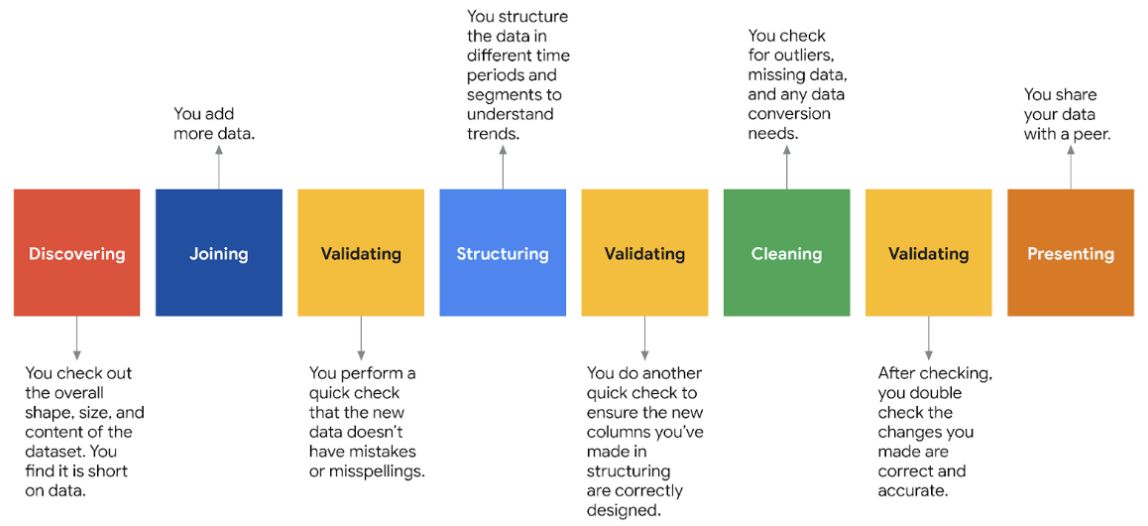 You structure
the data in
different time
periods and
segments to
understand
trends.
You check
for outliers,
missing data,
and any data
conversion
needs.
You add
more data.
You share
your data
with a peer.
Discovering
Joining
Validating
Structuring
Validating
Cleaning
Validating
Presenting
You check out
the overall
shape, size, and
content of the
dataset. You
find it is short
on data.
You perform a
quick check
that the new
data doesn’t
have mistakes
or misspellings.
You do another
quick check to
ensure the new
columns you’ve
made in
structuring
are correctly
designed.
After checking,
you double
check the
changes you
made are
correct and
accurate.